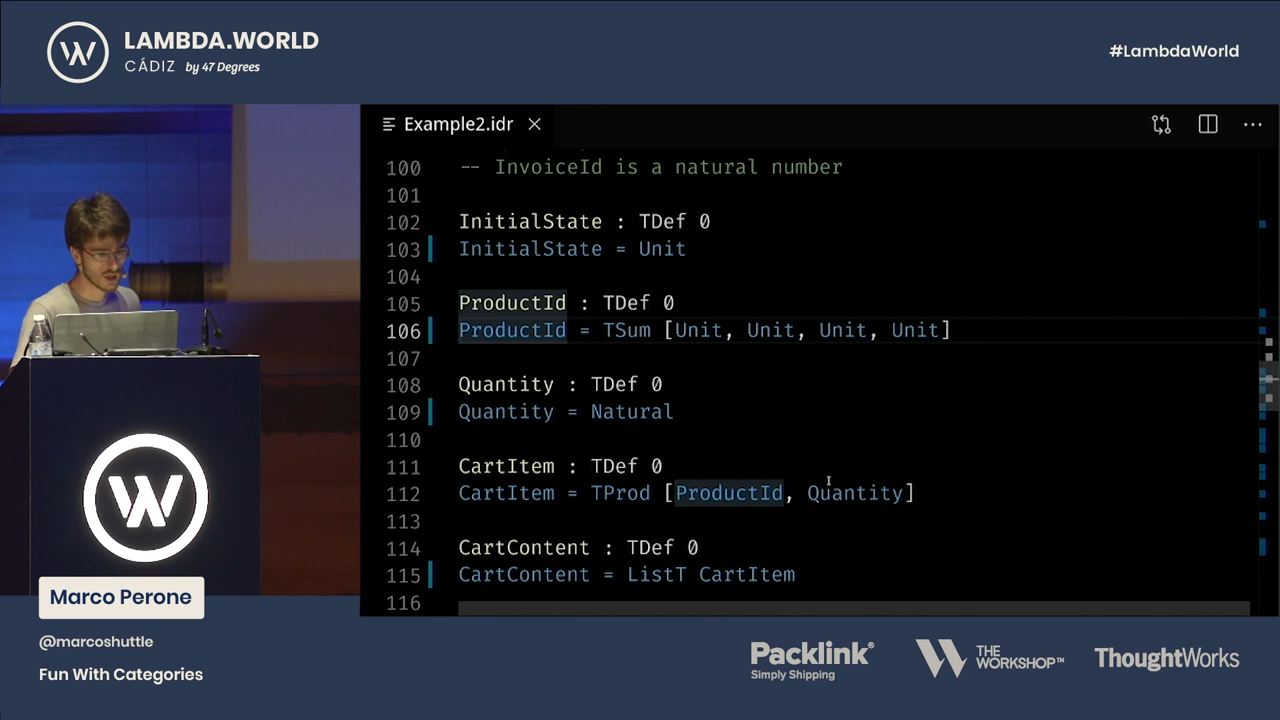 LAMBDA.WORLD
CÁDIZ by 47 Degrees
#LambdaWorld
Example2.idr
100 -- InvoiceId is a natural number
101
102 InitialState : TDef 0
103 InitialState = Unit
104
105 ProductId : TDef 0
106 ProductId = TSum [Unit, Unit, Unit, Unit]
107
108 Quantity : TDef 0
109 Quantity = Natural
110
111 CartItem : TDef 0
112 CartItem = TProd [ProductId, Quantity]
113
114 CartContent : TDef 0
115 CartContent = ListT CartItem
116
W
Marco Perone
@marcoshuttle
Fun With Categories
Packlink®
Simply Shipping
THE WORKSHOP™
ThoughtWorks